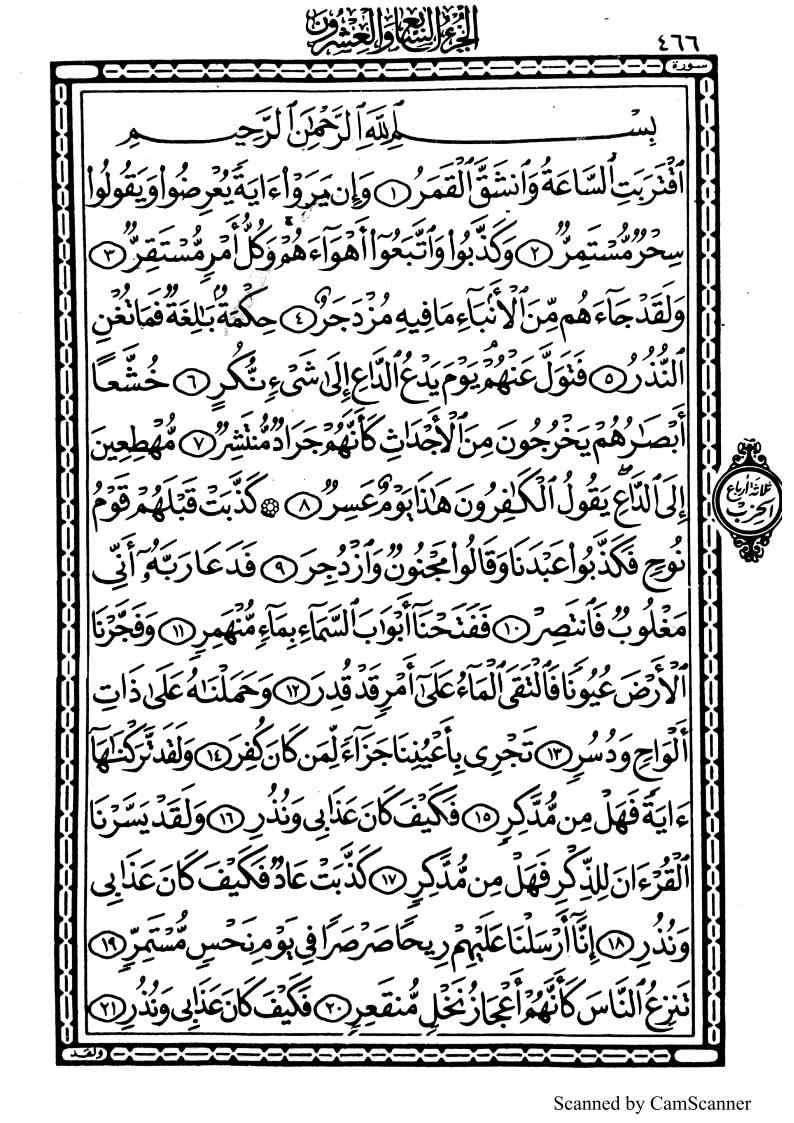 الجزء السابع والعشرون
٤٦٦
سورة
بِسْمِ ٱللَّهِ ٱلرَّحْمَٰنِ ٱلرَّحِيمِ
ٱقْتَرَبَتِ ٱلسَّاعَةُ وَٱنشَقَّ ٱلْقَمَرُ ١ وَإِن يَرَوْا۟ ءَايَةً يُعْرِضُوا۟ وَيَقُولُوا۟
سِحْرٌ مُّسْتَمِرٌّ ٢ وَكَذَّبُوا۟ وَٱتَّبَعُوٓا۟ أَهْوَآءَهُمْ وَكُلُّ أَمْرٍ مُّسْتَقِرٌّ ٣
وَلَقَدْ جَآءَهُم مِّنَ ٱلْأَنۢبَآءِ مَا فِيهِ مُزْدَجَرٌ ٤ حِكْمَةٌۢ بَٰلِغَةٌ فَمَا تُغْنِ
ٱلنُّذُرُ ٥ فَتَوَلَّ عَنْهُمْ يَوْمَ يَدْعُ ٱلدَّاعِ إِلَىٰ شَىْءٍ نُّكُرٍ ٦ خُشَّعًا
أَبْصَٰرُهُمْ يَخْرُجُونَ مِنَ ٱلْأَجْدَاثِ كَأَنَّهُمْ جَرَادٌ مُّنتَشِرٌ ٧ مُّهْطِعِينَ
إِلَى ٱلدَّاعِ يَقُولُ ٱلْكَٰفِرُونَ هَٰذَا يَوْمٌ عَسِرٌ ٨ ۞ كَذَّبَتْ قَبْلَهُمْ قَوْمُ
ثلاثة أرباع
الحزب
نُوحٍ فَكَذَّبُوا۟ عَبْدَنَا وَقَالُوا۟ مَجْنُونٌ وَٱزْدُجِرَ ٩ فَدَعَا رَبَّهُۥٓ أَنِّى
مَغْلُوبٌ فَٱنتَصِرْ ١٠ فَفَتَحْنَآ أَبْوَٰبَ ٱلسَّمَآءِ بِمَآءٍ مُّنْهَمِرٍ ١١ وَفَجَّرْنَا
ٱلْأَرْضَ عُيُونًا فَٱلْتَقَى ٱلْمَآءُ عَلَىٰٓ أَمْرٍ قَدْ قُدِرَ ١٢ وَحَمَلْنَٰهُ عَلَىٰ ذَاتِ
أَلْوَٰحٍ وَدُسُرٍ ١٣ تَجْرِى بِأَعْيُنِنَا جَزَآءً لِّمَن كَانَ كُفِرَ ١٤ وَلَقَد تَّرَكْنَٰهَآ
ءَايَةً فَهَلْ مِن مُّدَّكِرٍ ١٥ فَكَيْفَ كَانَ عَذَابِى وَنُذُرِ ١٦ وَلَقَدْ يَسَّرْنَا
ٱلْقُرْءَانَ لِلذِّكْرِ فَهَلْ مِن مُّدَّكِرٍ ١٧ كَذَّبَتْ عَادٌ فَكَيْفَ كَانَ عَذَابِى
وَنُذُرِ ١٨ إِنَّآ أَرْسَلْنَا عَلَيْهِمْ رِيحًا صَرْصَرًا فِى يَوْمِ نَحْسٍ مُّسْتَمِرٍّ ١٩
تَنزِعُ ٱلنَّاسَ كَأَنَّهُمْ أَعْجَازُ نَخْلٍ مُّنقَعِرٍ ٢٠ فَكَيْفَ كَانَ عَذَابِى وَنُذُرِ ٢١
ولقد
Scanned by CamScanner